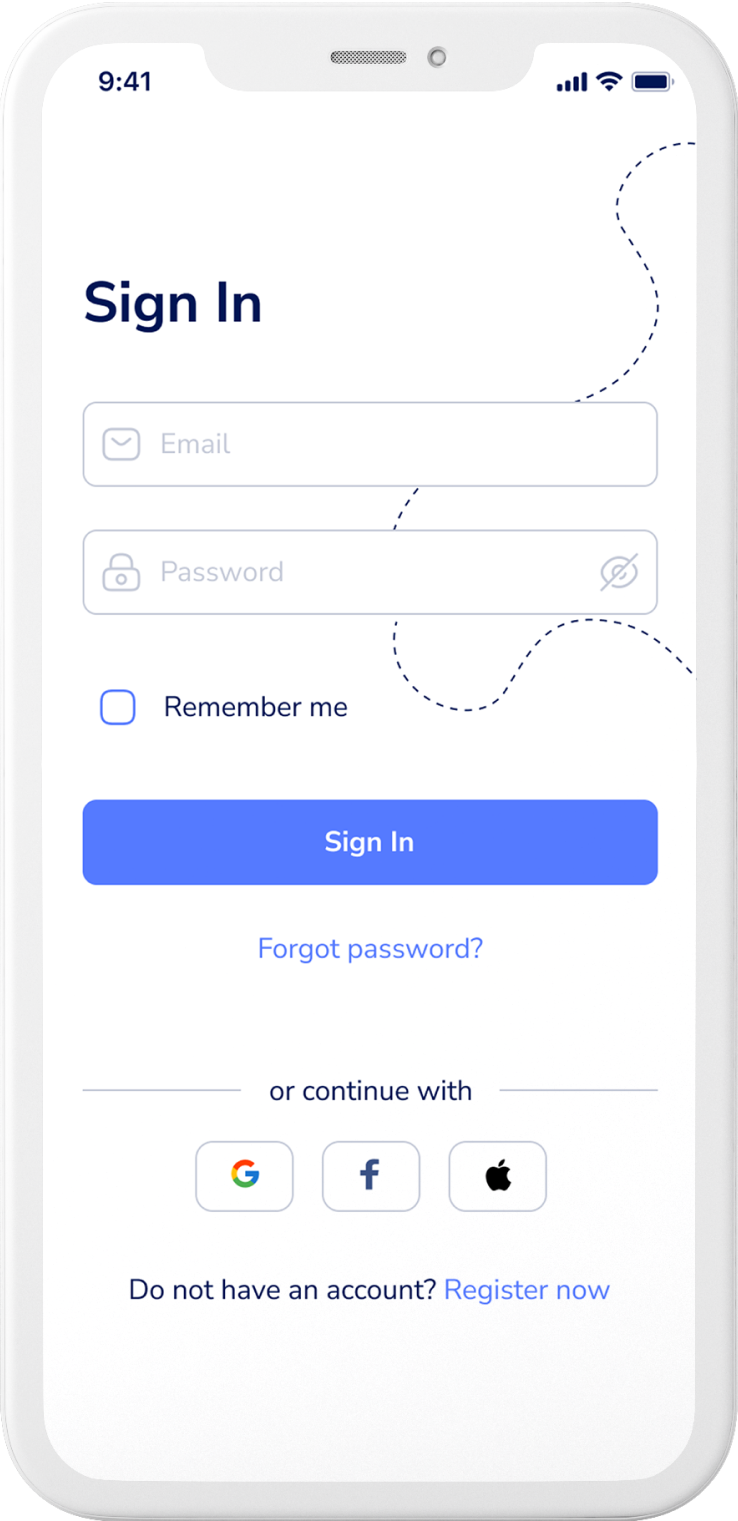 9:41
Sign In
Email
Password
Remember me
Sign In
Forgot password?
or continue with
Do not have an account? Register now